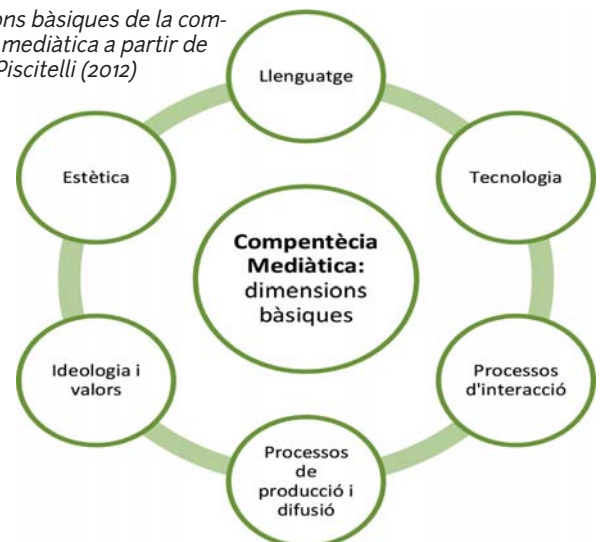 ons bàsiques de la com-
mediàtica a partir de
Piscitelli (2012)
Llenguatge
Estètica
Tecnologia
Compentècia
Mediàtica:
dimensions
bàsiques
Ideologia i
valors
Processos
d'interacció
Processos
de
producció i
difusió